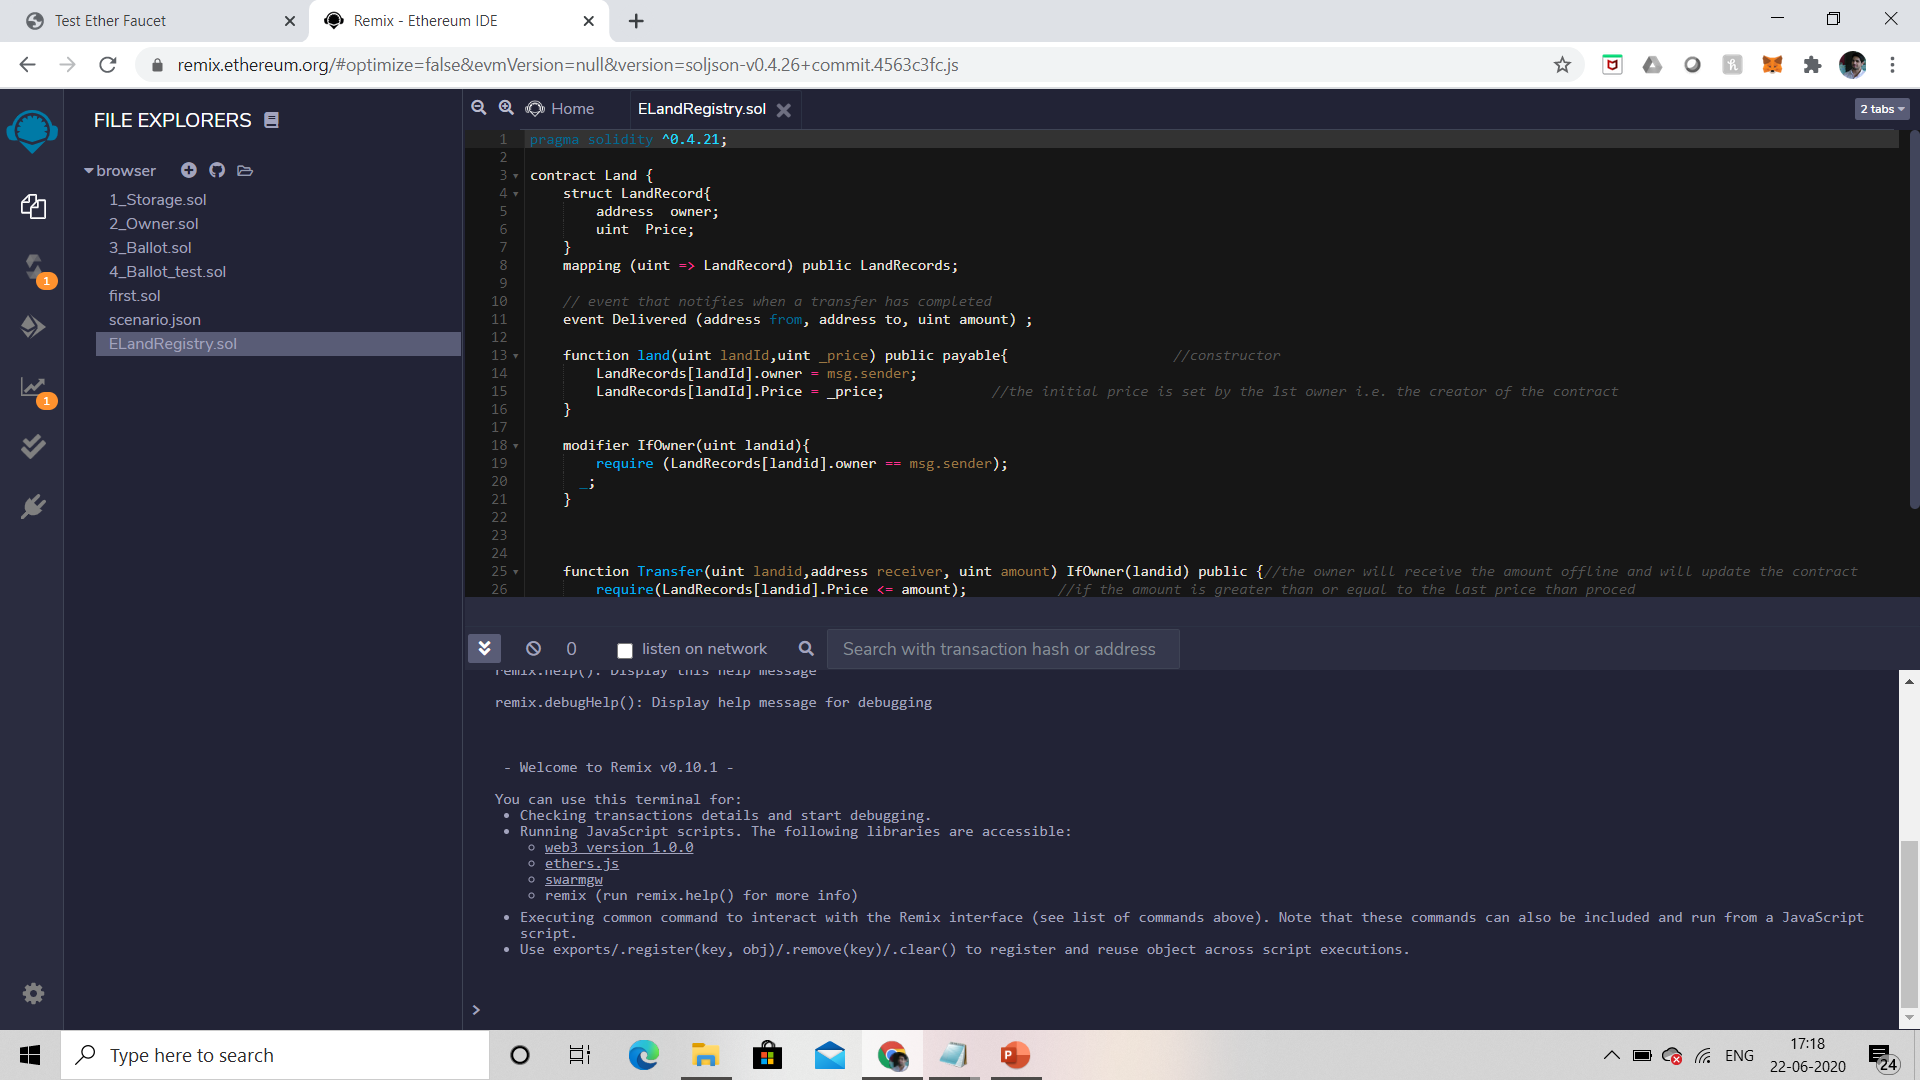 Test Ether Faucet
Remix - Ethereum IDE
remix.ethereum.org/#optimize=false&evmVersion=null&version=soljson-v0.4.26+commit.4563c3fc.js
FILE EXPLORERS
browser
1_Storage.sol
2_Owner.sol
3_Ballot.sol
4_Ballot_test.sol
first.sol
scenario.json
ELandRegistry.sol
1
1
Home
ELandRegistry.sol
2 tabs
1 pragma solidity ^0.4.21;
2
3 contract Land {
4 struct LandRecord{
5 address  owner;
6 uint  Price;
7 }
8 mapping (uint => LandRecord) public LandRecords;
9
10 // event that notifies when a transfer has completed
11 event Delivered (address from, address to, uint amount) ;
12
13 function land(uint landId,uint _price) public payable{ //constructor
14 LandRecords[landId].owner = msg.sender;
15 LandRecords[landId].Price = _price; //the initial price is set by the 1st owner i.e. the creator of the contract
16 }
17
18 modifier IfOwner(uint landid){
19 require (LandRecords[landid].owner == msg.sender);
20 _;
21 }
22
23
24
25 function Transfer(uint landid,address receiver, uint amount) IfOwner(landid) public {//the owner will receive the amount offline and will update the contract
26 require(LandRecords[landid].Price <= amount); //if the amount is greater than or equal to the last price than proced
0
listen on network
Search with transaction hash or address
remix.help(): Display this help message
remix.debugHelp(): Display help message for debugging
- Welcome to Remix v0.10.1 -
You can use this terminal for:
• Checking transactions details and start debugging.
• Running JavaScript scripts. The following libraries are accessible:
○ web3 version 1.0.0
○ ethers.js
○ swarmgw
○ remix (run remix.help() for more info)
• Executing common command to interact with the Remix interface (see list of commands above). Note that these commands can also be included and run from a JavaScript
script.
• Use exports/.register(key, obj)/.remove(key)/.clear() to register and reuse object across script executions.
>
Type here to search
ENG
17:18
22-06-2020
24